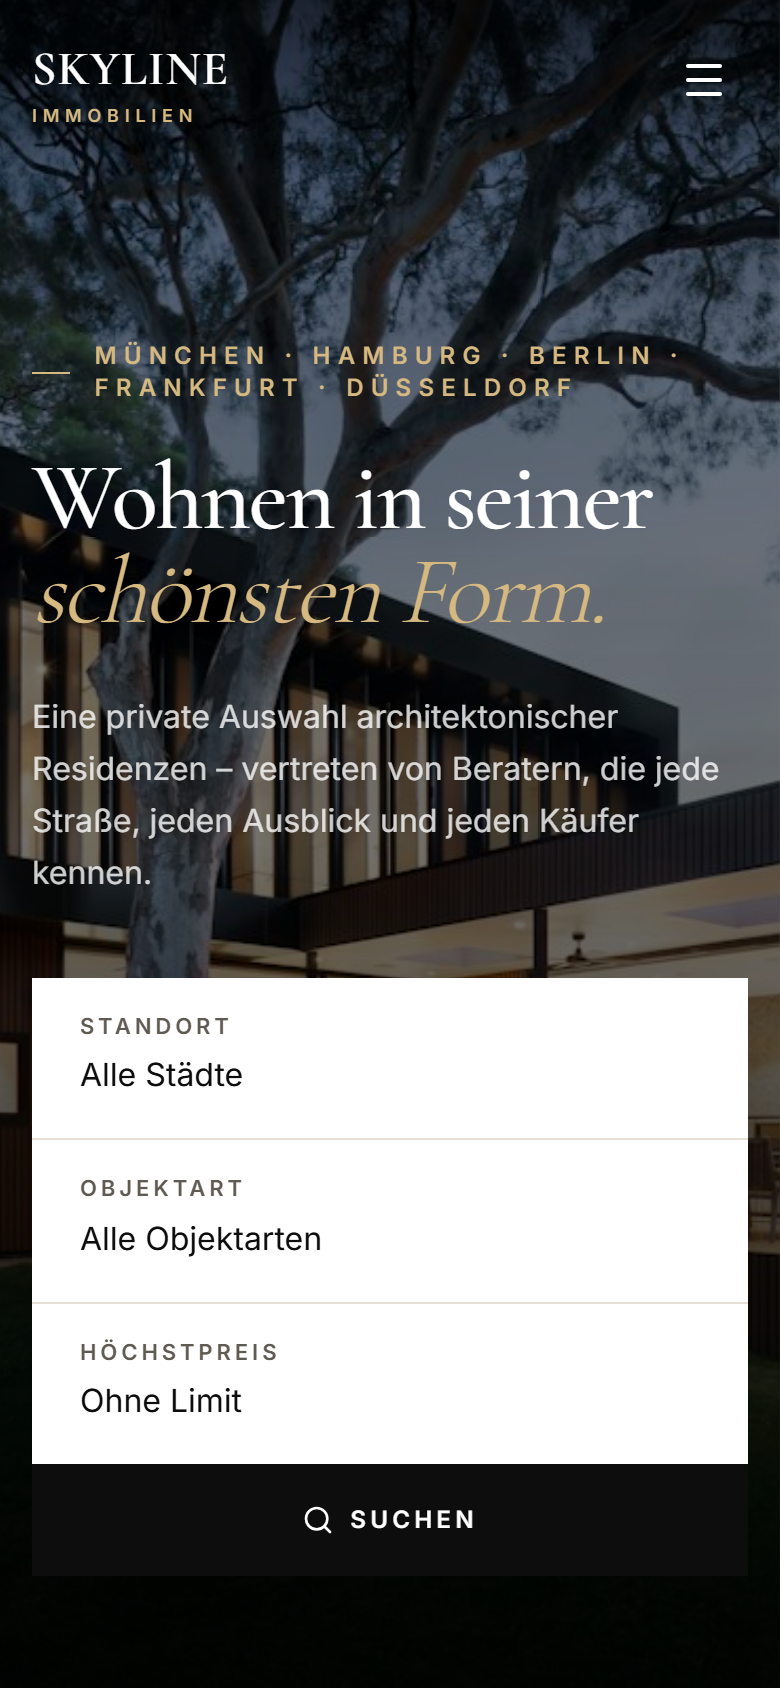 SKYLINE
IMMOBILIEN
MÜNCHEN · HAMBURG · BERLIN ·
FRANKFURT · DÜSSELDORF
Wohnen in seiner
schönsten Form.
Eine private Auswahl architektonischer
Residenzen – vertreten von Beratern, die jede
Straße, jeden Ausblick und jeden Käufer
kennen.
STANDORT
Alle Städte
OBJEKTART
Alle Objektarten
HÖCHSTPREIS
Ohne Limit
SUCHEN